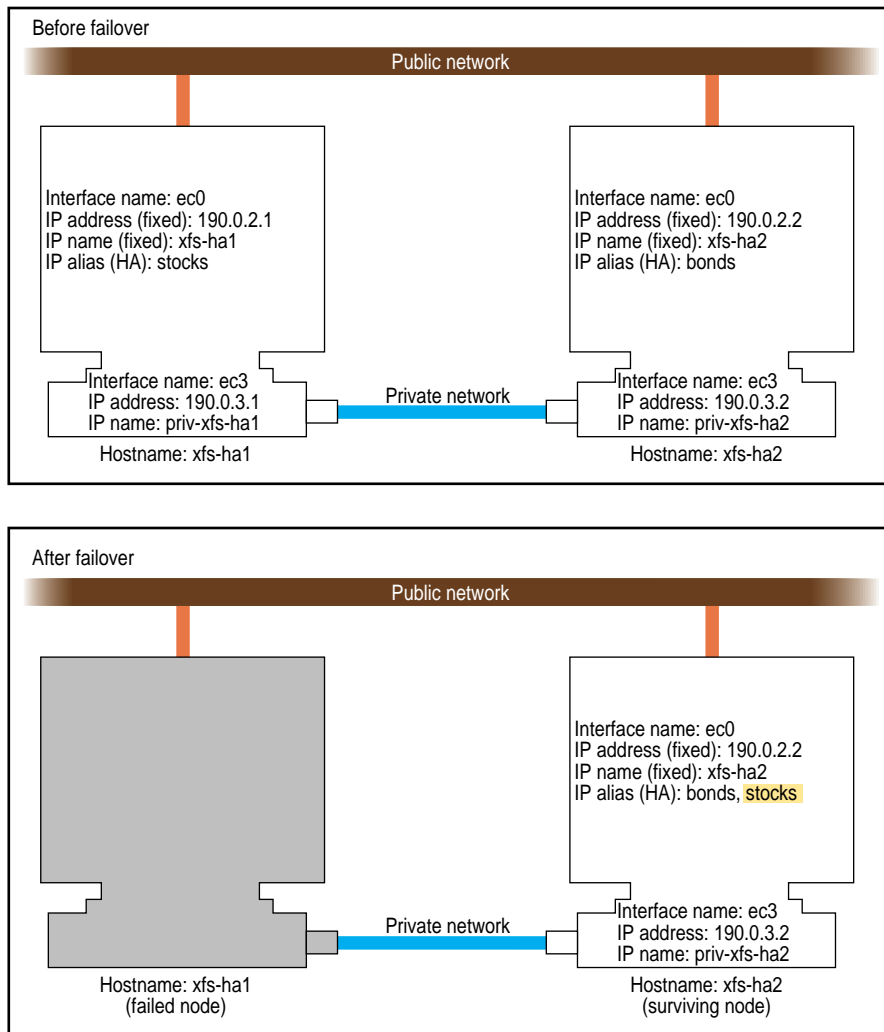 Before failover
Public network
Interface name: ec0
IP address (fixed): 190.0.2.1
IP name (fixed): xfs-ha1
IP alias (HA): stocks
Interface name: ec0
IP address (fixed): 190.0.2.2
IP name (fixed): xfs-ha2
IP alias (HA): bonds
Interface name: ec3
IP address: 190.0.3.1
IP name: priv-xfs-ha1
Private network
Interface name: ec3
IP address: 190.0.3.2
IP name: priv-xfs-ha2
Hostname: xfs-ha1
Hostname: xfs-ha2
After failover
Public network
Interface name: ec0
IP address (fixed): 190.0.2.2
IP name (fixed): xfs-ha2
IP alias (HA): bonds, stocks
Private network
Interface name: ec3
IP address: 190.0.3.2
IP name: priv-xfs-ha2
Hostname: xfs-ha1
(failed node)
Hostname: xfs-ha2
(surviving node)